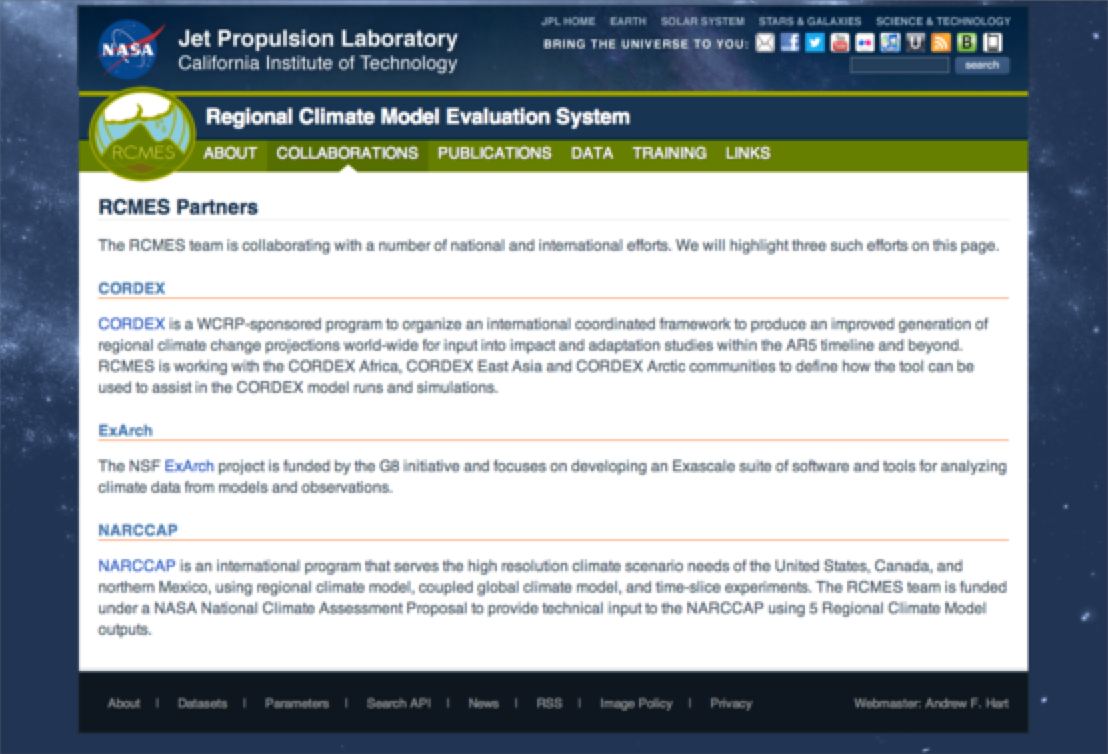 JPL HOME EARTH SOLAR SYSTEM STARS & GALAXIES SCIENCE & TECHNOLOGY
NASA
Jet Propulsion Laboratory
California Institute of Technology
BRING THE UNIVERSE TO YOU:
search
RCMES
Regional Climate Model Evaluation System
ABOUT COLLABORATIONS PUBLICATIONS DATA TRAINING LINKS
RCMES Partners
The RCMES team is collaborating with a number of national and international efforts. We will highlight three such efforts on this page.
CORDEX
CORDEX is a WCRP-sponsored program to organize an international coordinated framework to produce an improved generation of
regional climate change projections world-wide for input into impact and adaptation studies within the AR5 timeline and beyond.
RCMES is working with the CORDEX Africa, CORDEX East Asia and CORDEX Arctic communities to define how the tool can be
used to assist in the CORDEX model runs and simulations.
ExArch
The NSF ExArch project is funded by the G8 initiative and focuses on developing an Exascale suite of software and tools for analyzing
climate data from models and observations.
NARCCAP
NARCCAP is an international program that serves the high resolution climate scenario needs of the United States, Canada, and
northern Mexico, using regional climate model, coupled global climate model, and time-slice experiments. The RCMES team is funded
under a NASA National Climate Assessment Proposal to provide technical input to the NARCCAP using 5 Regional Climate Model
outputs.
About | Datasets | Parameters | Search API | News | RSS | Image Policy | Privacy Webmaster: Andrew F. Hart